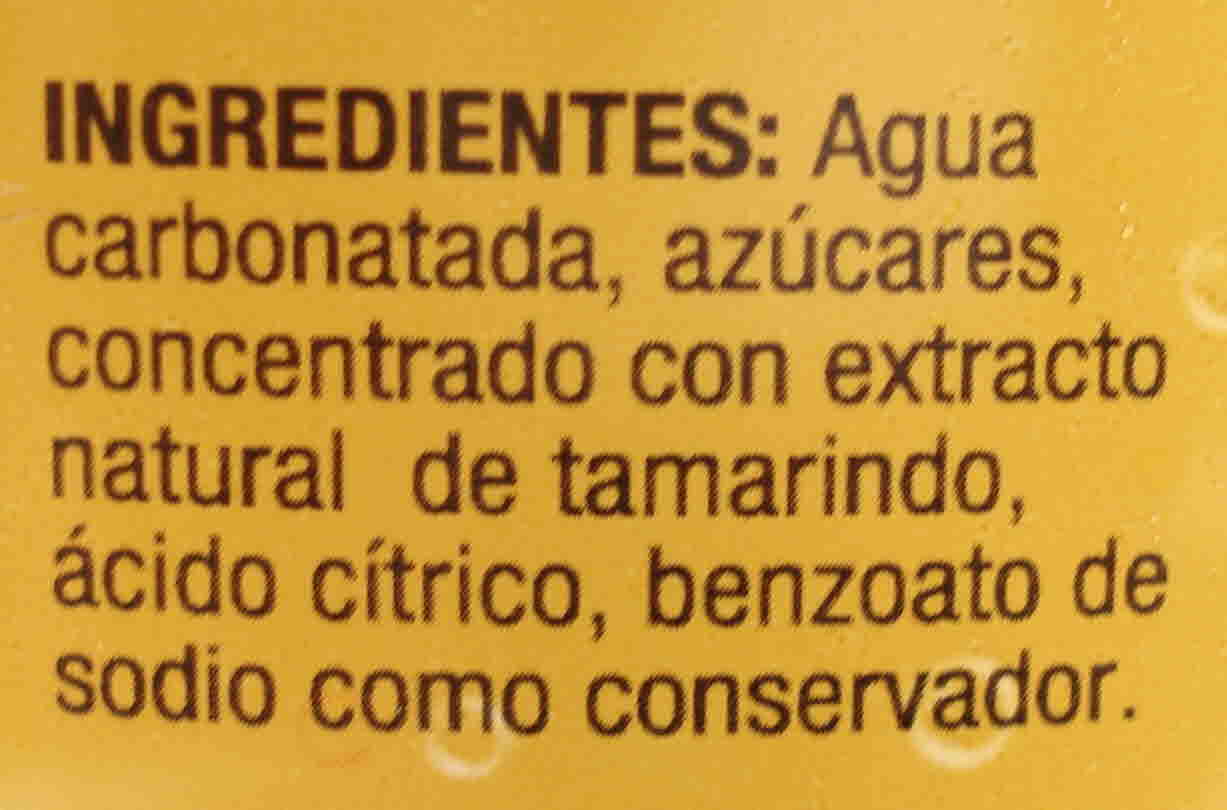 INGREDIENTES: Agua
carbonatada, azúcares,
concentrado con extracto
natural de tamarindo,
ácido cítrico, benzoato de
sodio como conservador.